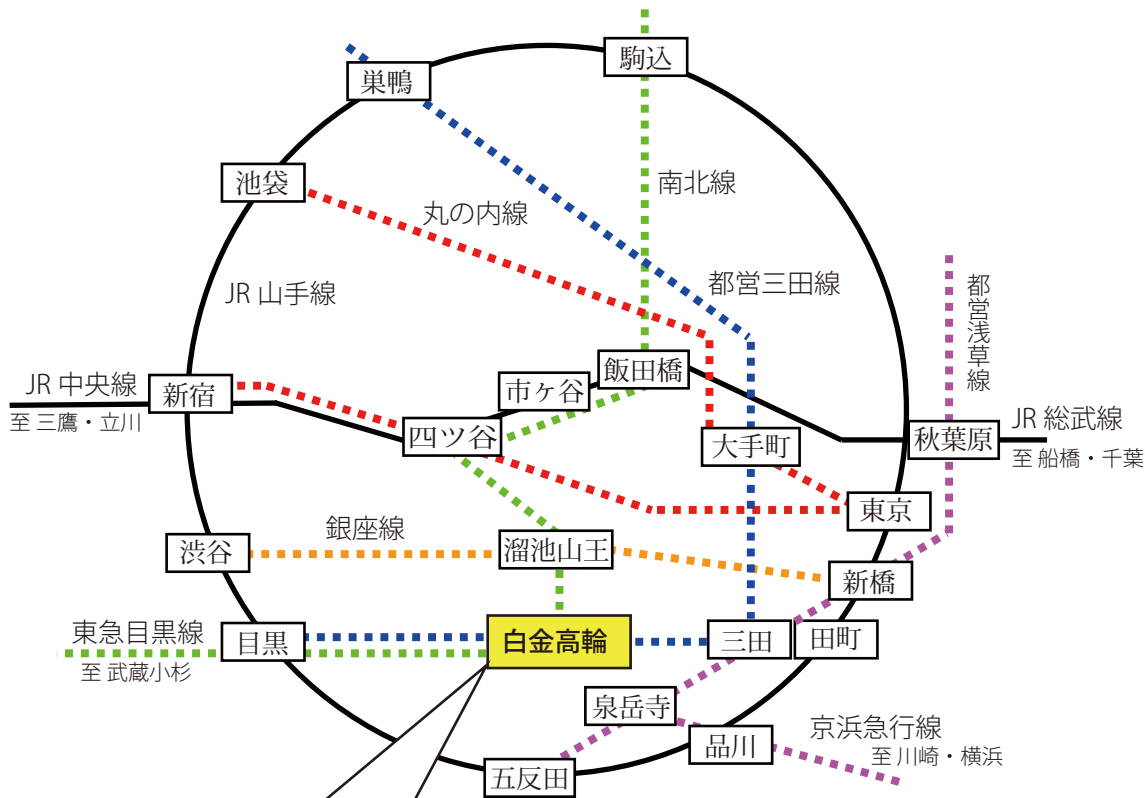 駒込
巣鴨
池袋
南北線
丸の内線
都営三田線
JR 山手線
都営浅草線
飯田橋
市ヶ谷
JR 中央線
至 三鷹・立川
新宿
四ツ谷
大手町
秋葉原
JR 総武線
至 船橋・千葉
東京
銀座線
渋谷
溜池山王
新橋
東急目黒線
至 武蔵小杉
目黒
白金高輪
三田
田町
泉岳寺
品川
京浜急行線
至 川崎・横浜
五反田